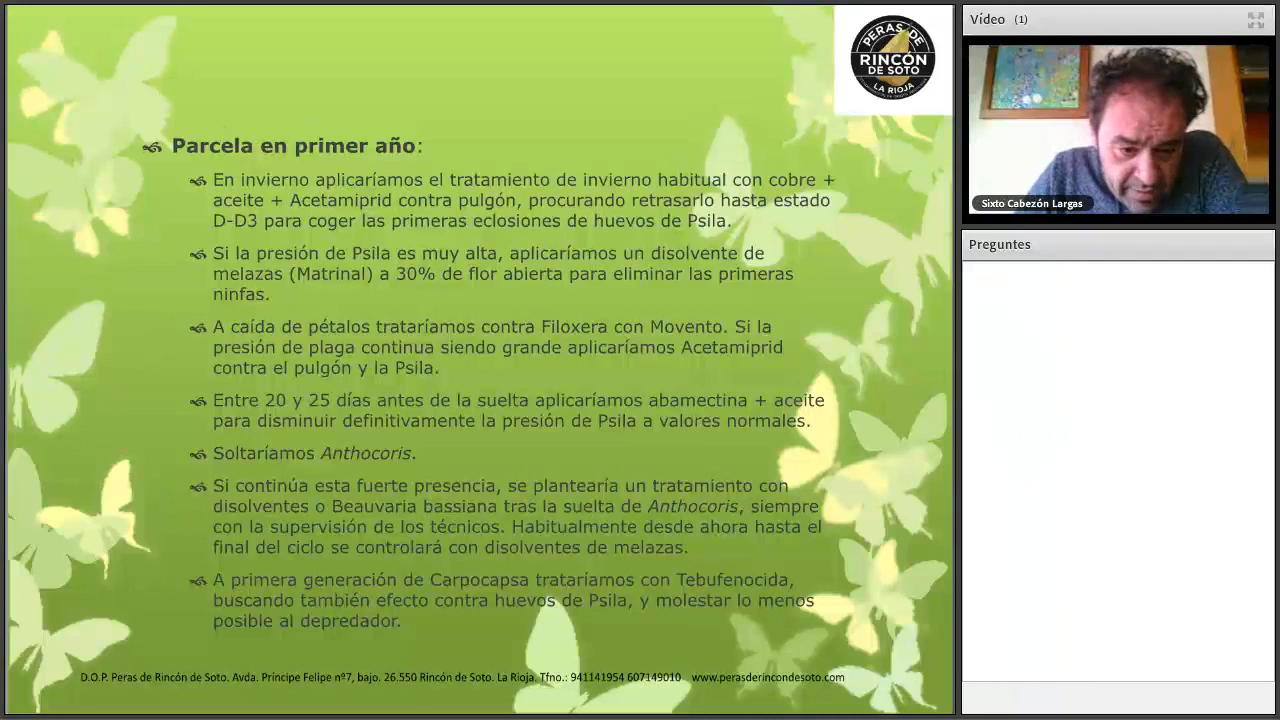 PERAS DE
RINCÓN
DE SOTO
LA RIOJA
Parcela en primer año:
En invierno aplicaríamos el tratamiento de invierno habitual con cobre +
aceite + Acetamiprid contra pulgón, procurando retrasarlo hasta estado
D-D3 para coger las primeras eclosiones de huevos de Psila.
Si la presión de Psila es muy alta, aplicaríamos un disolvente de
melazas (Matrinal) a 30% de flor abierta para eliminar las primeras
ninfas.
A caída de pétalos trataríamos contra Filoxera con Movento. Si la
presión de plaga continua siendo grande aplicaríamos Acetamiprid
contra el pulgón y la Psila.
Entre 20 y 25 días antes de la suelta aplicaríamos abamectina + aceite
para disminuir definitivamente la presión de Psila a valores normales.
Soltaríamos Anthocoris.
Si continúa esta fuerte presencia, se plantearía un tratamiento con
disolventes o Beauvaria bassiana tras la suelta de Anthocoris, siempre
con la supervisión de los técnicos. Habitualmente desde ahora hasta el
final del ciclo se controlará con disolventes de melazas.
A primera generación de Carpocapsa trataríamos con Tebufenocida,
buscando también efecto contra huevos de Psila, y molestar lo menos
posible al depredador.
D.O.P. Peras de Rincón de Soto. Avda. Príncipe Felipe nº7, bajo. 26.550 Rincón de Soto. La Rioja. Tfno.: 941141954 607149010 www.perasderincondesoto.com
Vídeo (1)
Sixto Cabezón Largas
Preguntes